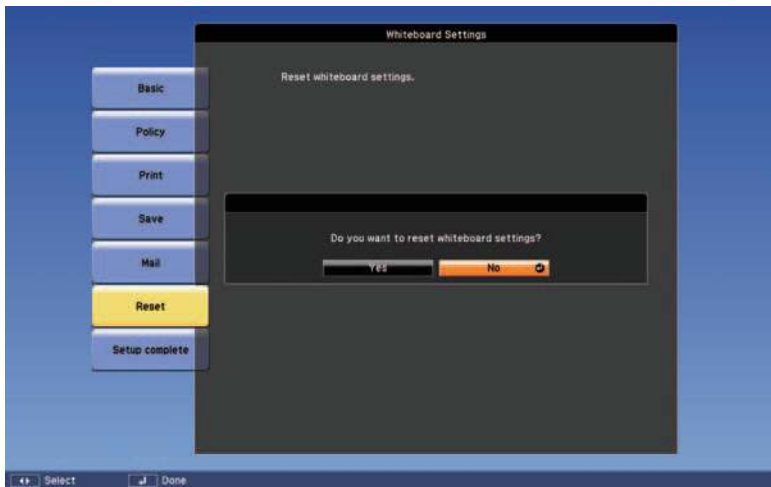 Whiteboard Settings
Reset whiteboard settings.
Basic
Policy
Print
Save
Mail
Reset
Setup complete
Do you want to reset whiteboard settings?
Yes No
Select Done